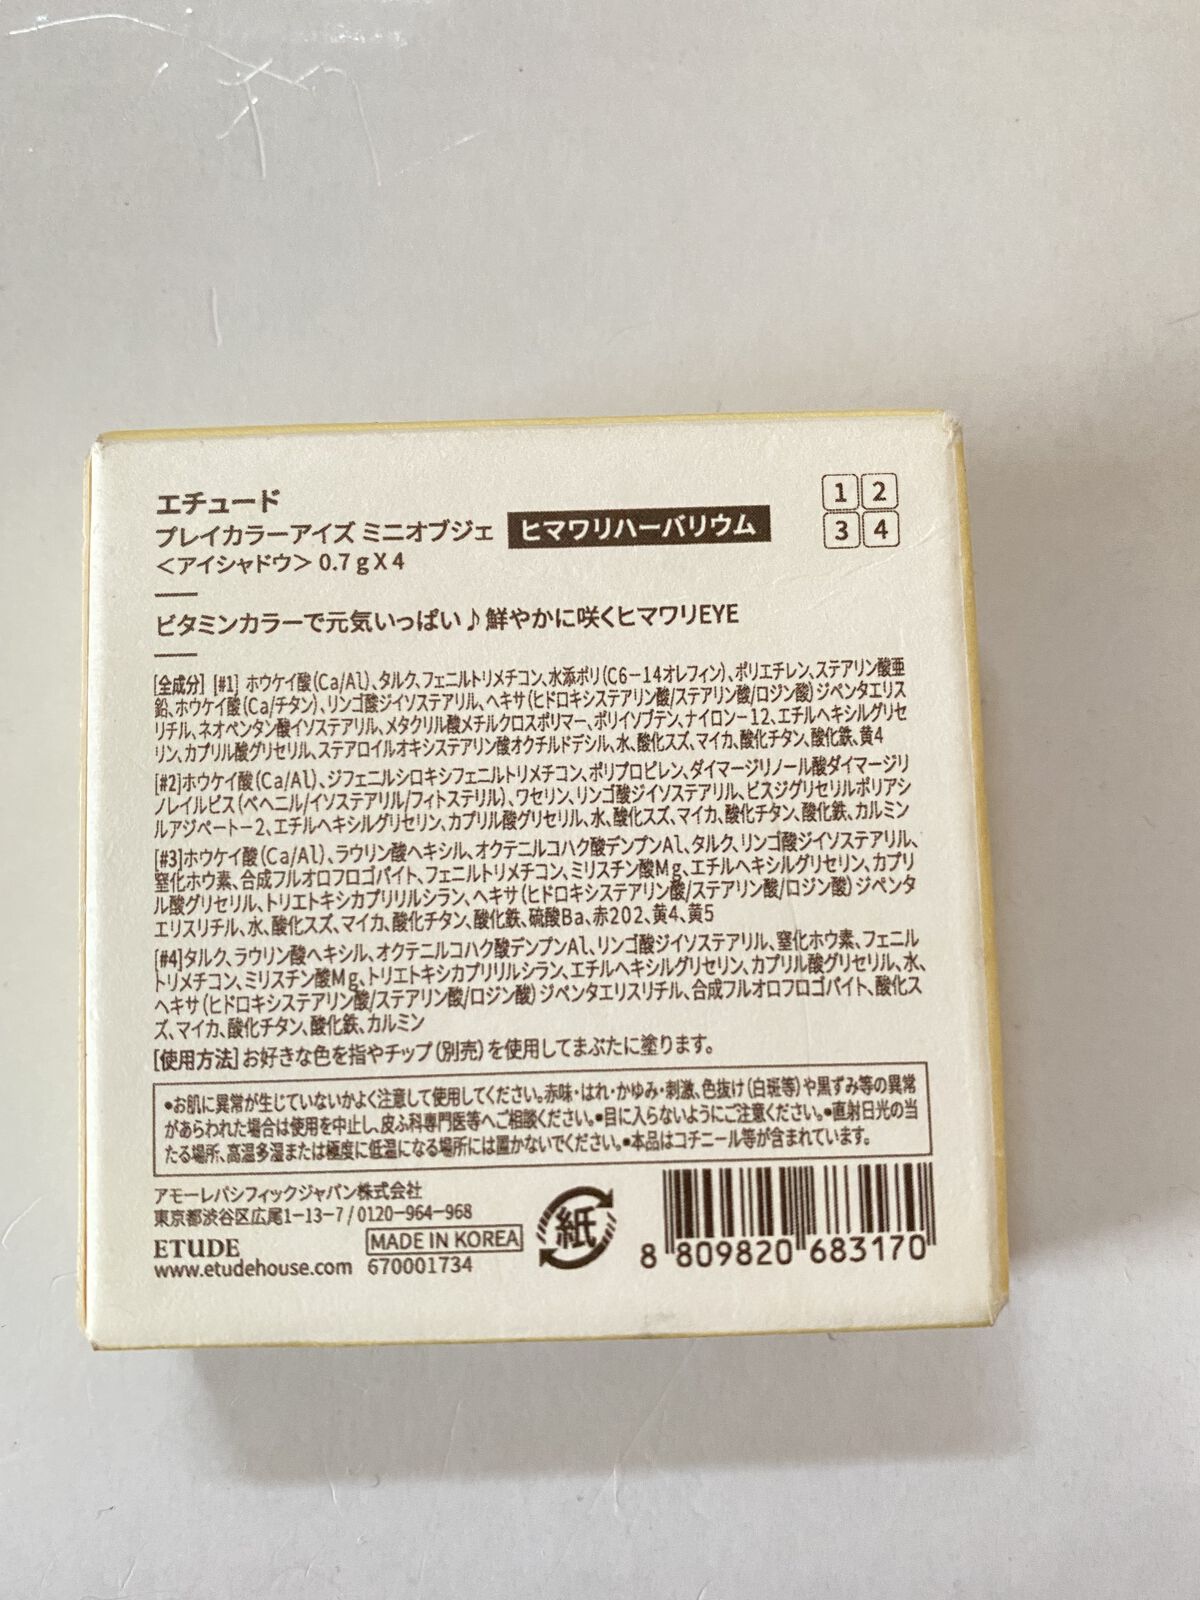 エチュード
プレイカラーアイズ ミニオブジェ ヒマワリハーバリウム
＜アイシャドウ＞ 0.7 g X 4
1 2
3 4
ビタミンカラーで元気いっぱい♪鮮やかに咲くヒマワリEYE
[全成分] [#1] ホウケイ酸(Ca/Al)、タルク、フェニルトリメチコン、水添ポリ(C6−14オレフィン)、ポリエチレン、ステアリン酸亜
鉛、ホウケイ酸(Ca/チタン)、リンゴ酸ジイソステアリル、ヘキサ(ヒドロキシステアリン酸/ステアリン酸/ロジン酸)ジペンタエリス
リチル、ネオペンタン酸イソステアリル、メタクリル酸メチルクロスポリマー、ポリイソブテン、ナイロン−12、エチルヘキシルグリセ
リン、カプリル酸グリセリル、ステアロイルオキシステアリン酸オクチルドデシル、水、酸化スズ、マイカ、酸化チタン、酸化鉄、黄4
[#2]ホウケイ酸(Ca/Al)、ジフェニルシロキシフェニルトリメチコン、ポリプロピレン、ダイマージリノール酸ダイマージリ
ノレイルビス(ベヘニル/イソステアリル/フィトステリル)、ワセリン、リンゴ酸ジイソステアリル、ビスジグリセリルポリアシ
ルアジペート−2、エチルヘキシルグリセリン、カプリル酸グリセリル、水、酸化スズ、マイカ、酸化チタン、酸化鉄、カルミン
[#3]ホウケイ酸(Ca/Al)、ラウリン酸ヘキシル、オクテニルコハク酸デンプンAl、タルク、リンゴ酸ジイソステアリル、
窒化ホウ素、合成フルオロフロゴパイト、フェニルトリメチコン、ミリスチン酸Mg、エチルヘキシルグリセリン、カプリ
ル酸グリセリル、トリエトキシカプリリルシラン、ヘキサ(ヒドロキシステアリン酸/ステアリン酸/ロジン酸)ジペンタ
エリスリチル、水、酸化スズ、マイカ、酸化チタン、酸化鉄、硫酸Ba、赤202、黄4、黄5
[#4]タルク、ラウリン酸ヘキシル、オクテニルコハク酸デンプンAl、リンゴ酸ジイソステアリル、窒化ホウ素、フェニル
トリメチコン、ミリスチン酸Mg、トリエトキシカプリリルシラン、エチルヘキシルグリセリン、カプリル酸グリセリル、水、
ヘキサ(ヒドロキシステアリン酸/ステアリン酸/ロジン酸)ジペンタエリスリチル、合成フルオロフロゴパイト、酸化ス
ズ、マイカ、酸化チタン、酸化鉄、カルミン
[使用方法]お好きな色を指やチップ(別売)を使用してまぶたに塗ります。
●お肌に異常が生じていないかよく注意して使用してください。赤味・はれ・かゆみ・刺激、色抜け(白斑等)や黒ずみ等の異常
があらわれた場合は使用を中止し、皮ふ科専門医等へご相談ください。●目に入らないようにご注意ください。●直射日光の当
たる場所、高温多湿または極度に低温になる場所には置かないでください。●本品はコチニール等が含まれています。
アモーレパシフィックジャパン株式会社
東京都渋谷区広尾1−13−7 / 0120−964−968
ETUDE MADE IN KOREA
www.etudehouse.com 670001734
紙
8 809820 683170